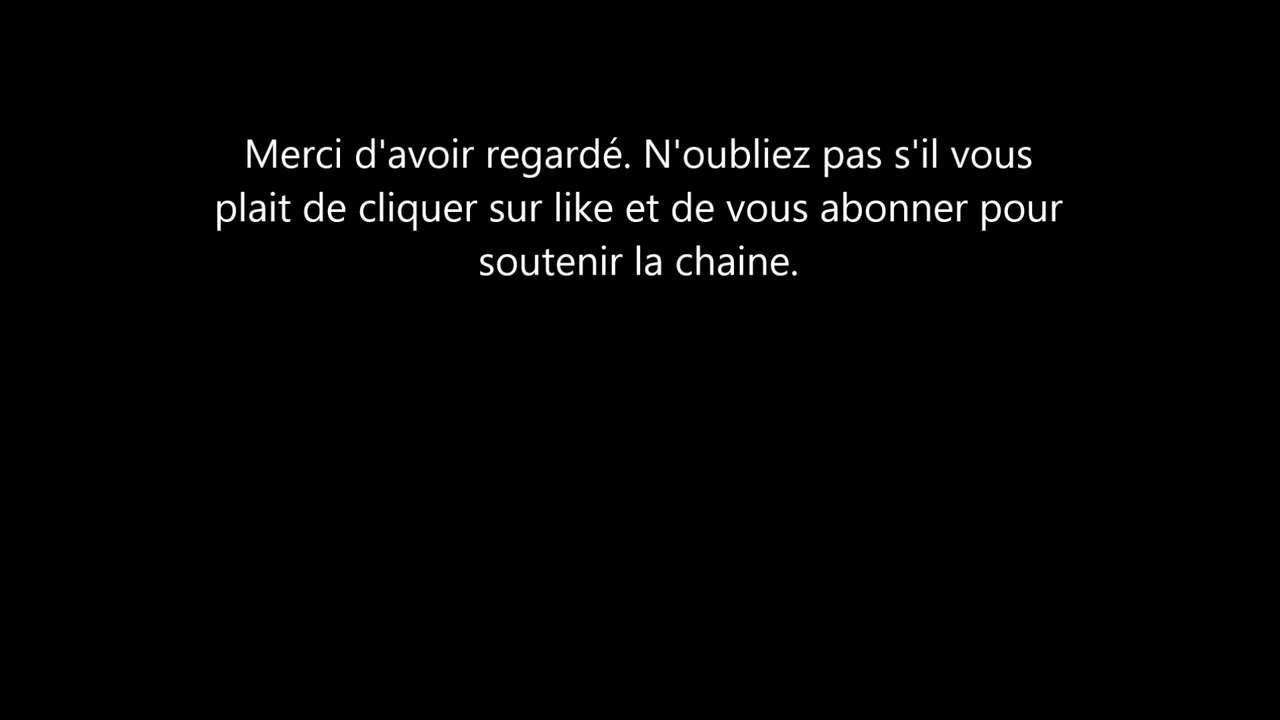 Merci d'avoir regardé. N'oubliez pas s'il vous
plait de cliquer sur like et de vous abonner pour
soutenir la chaine.